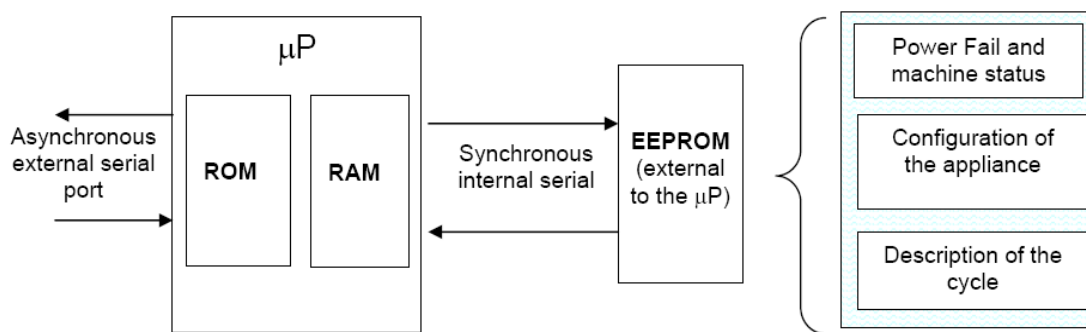 μP
Asynchronous
external serial
port
ROM
RAM
Synchronous
internal serial
EEPROM
(external
to the μP)
Power Fail and
machine status
Configuration of
the appliance
Description of the
cycle